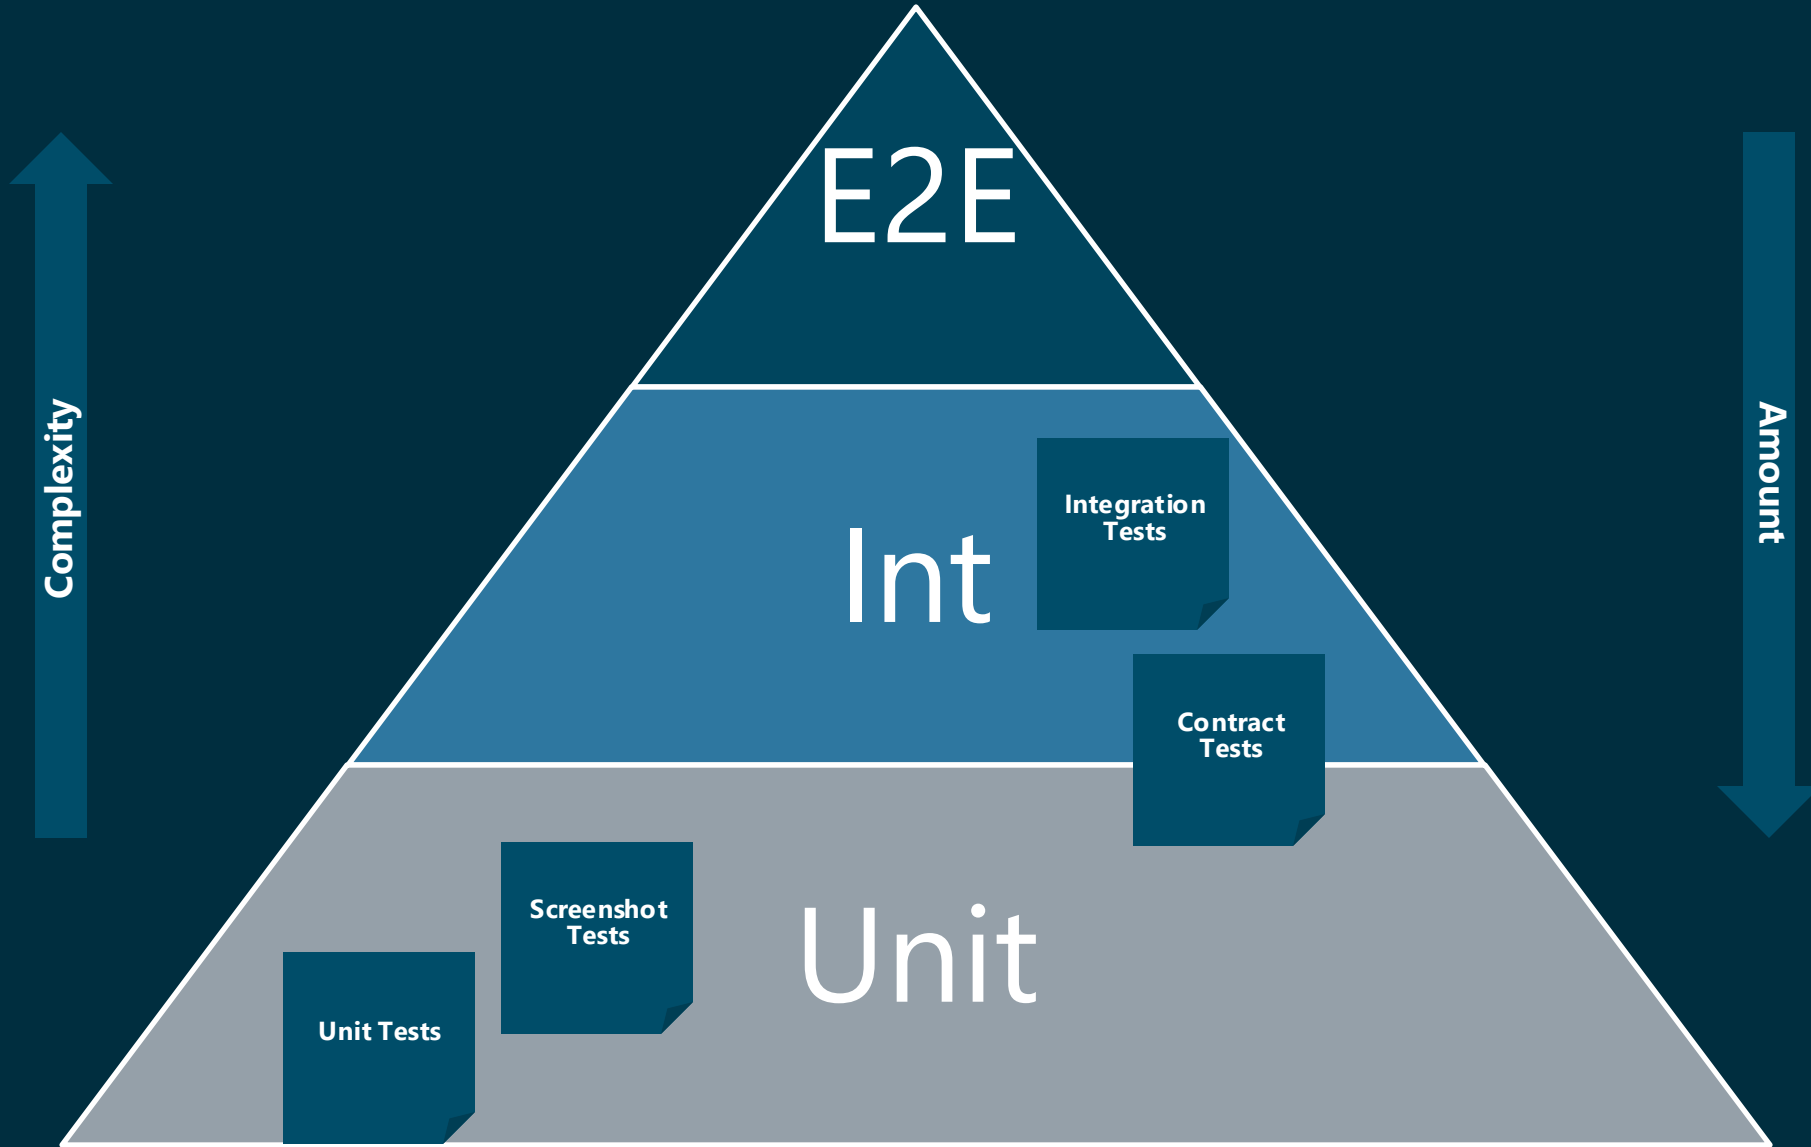 E2E
Complexity
Amount
Int
Integration
Tests
Contract
Tests
Unit
Screenshot
Tests
Unit Tests